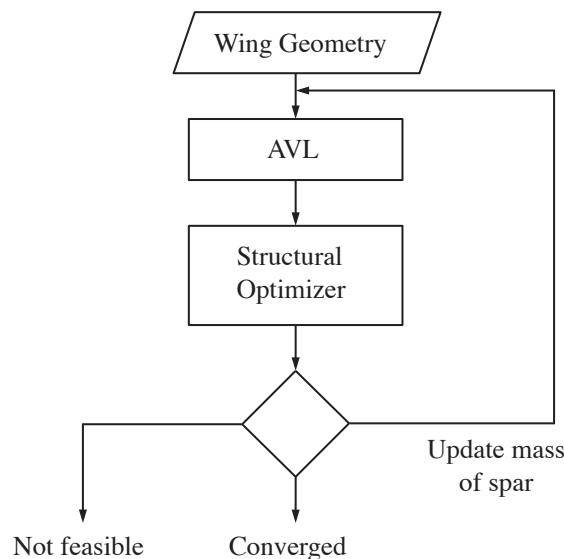 Wing Geometry
AVL
Structural
Optimizer
Update mass
of spar
Not feasible
Converged